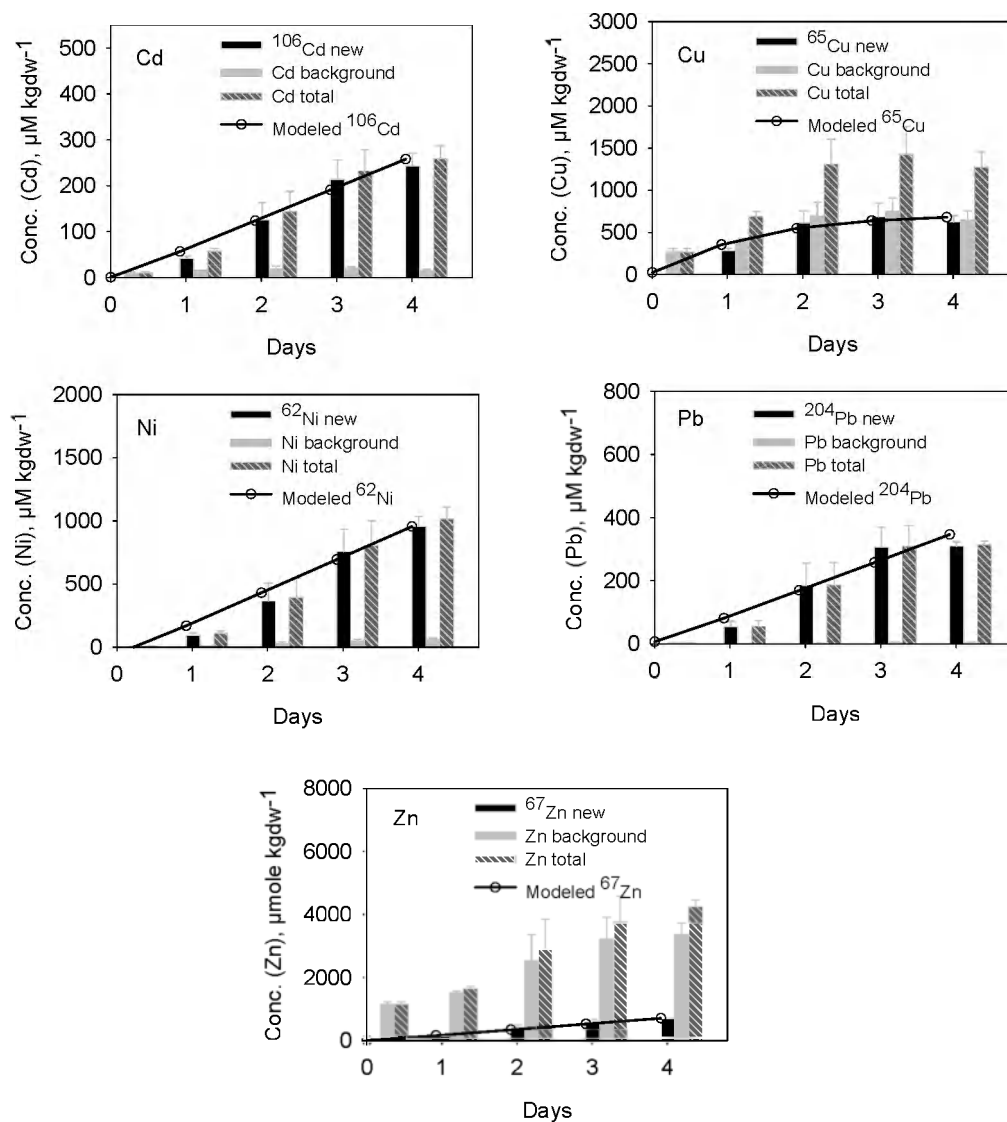 Cd
¹⁰⁶Cd new
Cd background
Cd total
Modeled ¹⁰⁶Cd
Conc. (Cd), µM kgdw⁻¹
500
400
300
200
100
0
0 1 2 3 4
Days
Cu
⁶⁵Cu new
Cu background
Cu total
Modeled ⁶⁵Cu
Conc. (Cu), µM kgdw⁻¹
3000
2500
2000
1500
1000
500
0
0 1 2 3 4
Days
Ni
⁶²Ni new
Ni background
Ni total
Modeled ⁶²Ni
Conc. (Ni), µM kgdw⁻¹
2000
1500
1000
500
0
0 1 2 3 4
Days
Pb
²⁰⁴Pb new
Pb background
Pb total
Modeled ²⁰⁴Pb
Conc. (Pb), µM kgdw⁻¹
800
600
400
200
0
0 1 2 3 4
Days
Zn
⁶⁷Zn new
Zn background
Zn total
Modeled ⁶⁷Zn
Conc. (Zn), µmole kgdw⁻¹
8000
6000
4000
2000
0
0 1 2 3 4
Days